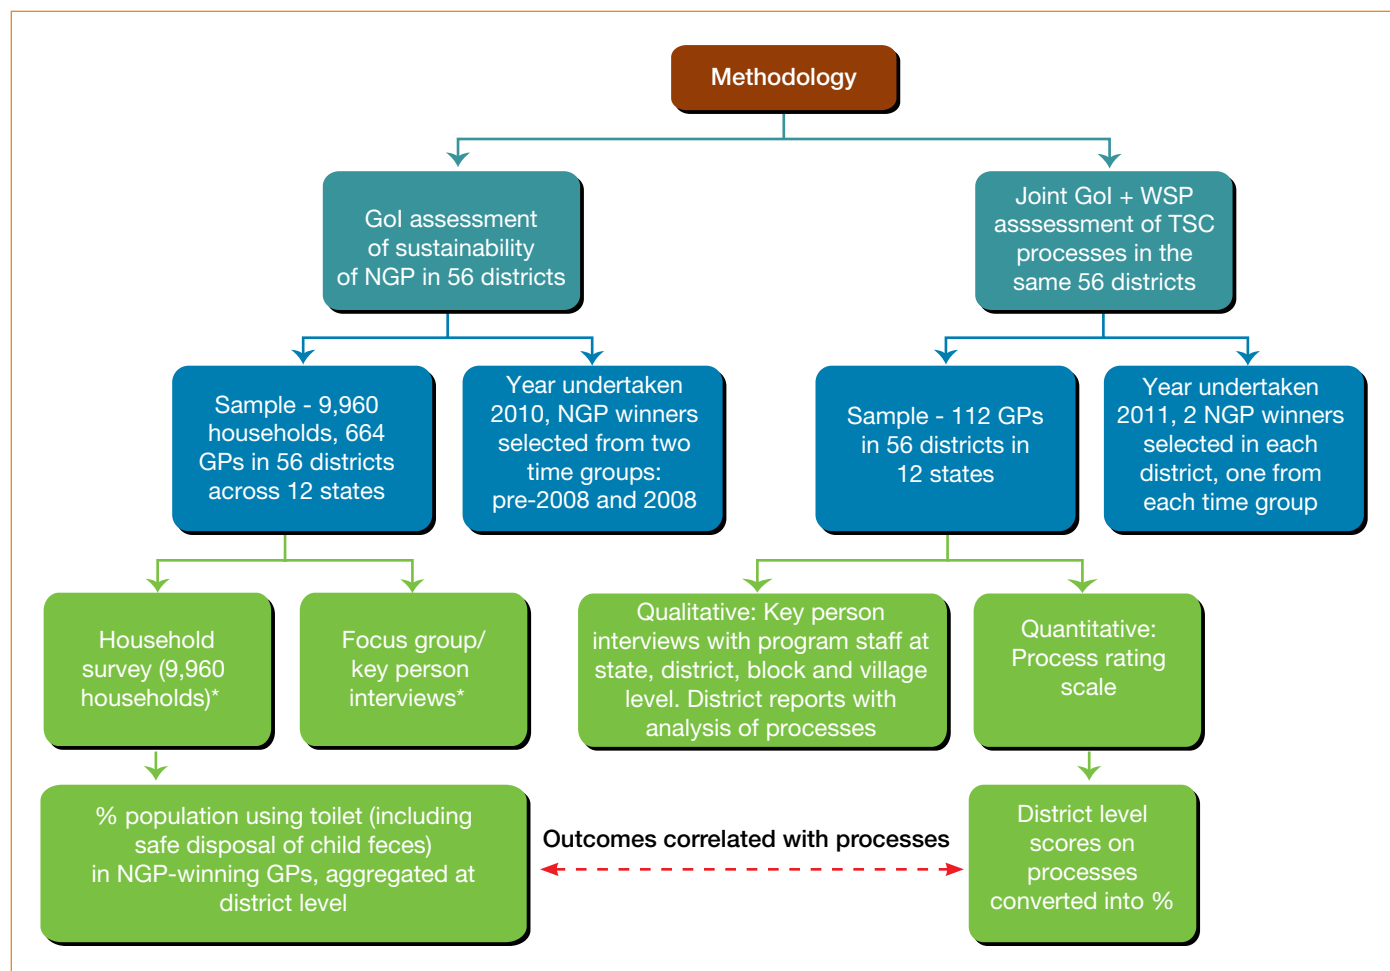 Methodology
GoI assessment
of sustainability
of NGP in 56 districts
Joint GoI + WSP
asssessment of TSC
processes in the
same 56 districts
Sample - 9,960
households, 664
GPs in 56 districts
across 12 states
Year undertaken
2010, NGP winners
selected from two
time groups:
pre-2008 and 2008
Sample - 112 GPs
in 56 districts in
12 states
Year undertaken
2011, 2 NGP winners
selected in each
district, one from
each time group
Household
survey (9,960
households)*
Focus group/
key person
interviews*
Qualitative: Key person
interviews with program staff at
state, district, block and village
level. District reports with
analysis of processes
Quantitative:
Process rating
scale
% population using toilet (including
safe disposal of child feces)
in NGP-winning GPs, aggregated at
district level
Outcomes correlated with processes
District level
scores on
processes
converted into %